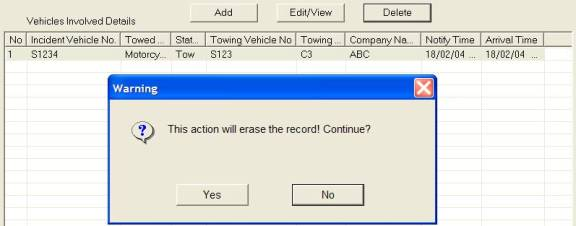 Vehicles Involved Details Add Edit/View Delete
No Incident Vehicle No. Towed ... Stat... Towing Vehicle No Towing ... Company Na... Notify Time Arrival Time
1 S1234 Motorcy... Tow S123 C3 ABC 18/02/04 ... 18/02/04 ...
Warning
This action will erase the record! Continue?
Yes No